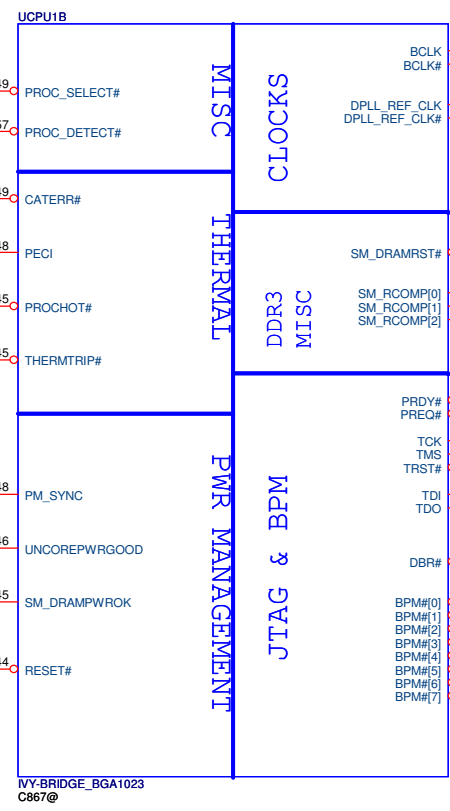 UCPU1B
MISC
PROC_SELECT#
PROC_DETECT#
CLOCKS
BCLK
BCLK#
DPLL_REF_CLK
DPLL_REF_CLK#
THERMAL
CATERR#
PECI
PROCHOT#
THERMTRIP#
DDR3
MISC
SM_DRAMRST#
SM_RCOMP[0]
SM_RCOMP[1]
SM_RCOMP[2]
PWR MANAGEMENT
PM_SYNC
UNCOREPWRGOOD
SM_DRAMPWROK
RESET#
JTAG & BPM
PRDY#
PREQ#
TCK
TMS
TRST#
TDI
TDO
DBR#
BPM#[0]
BPM#[1]
BPM#[2]
BPM#[3]
BPM#[4]
BPM#[5]
BPM#[6]
BPM#[7]
IVY-BRIDGE_BGA1023
C867@